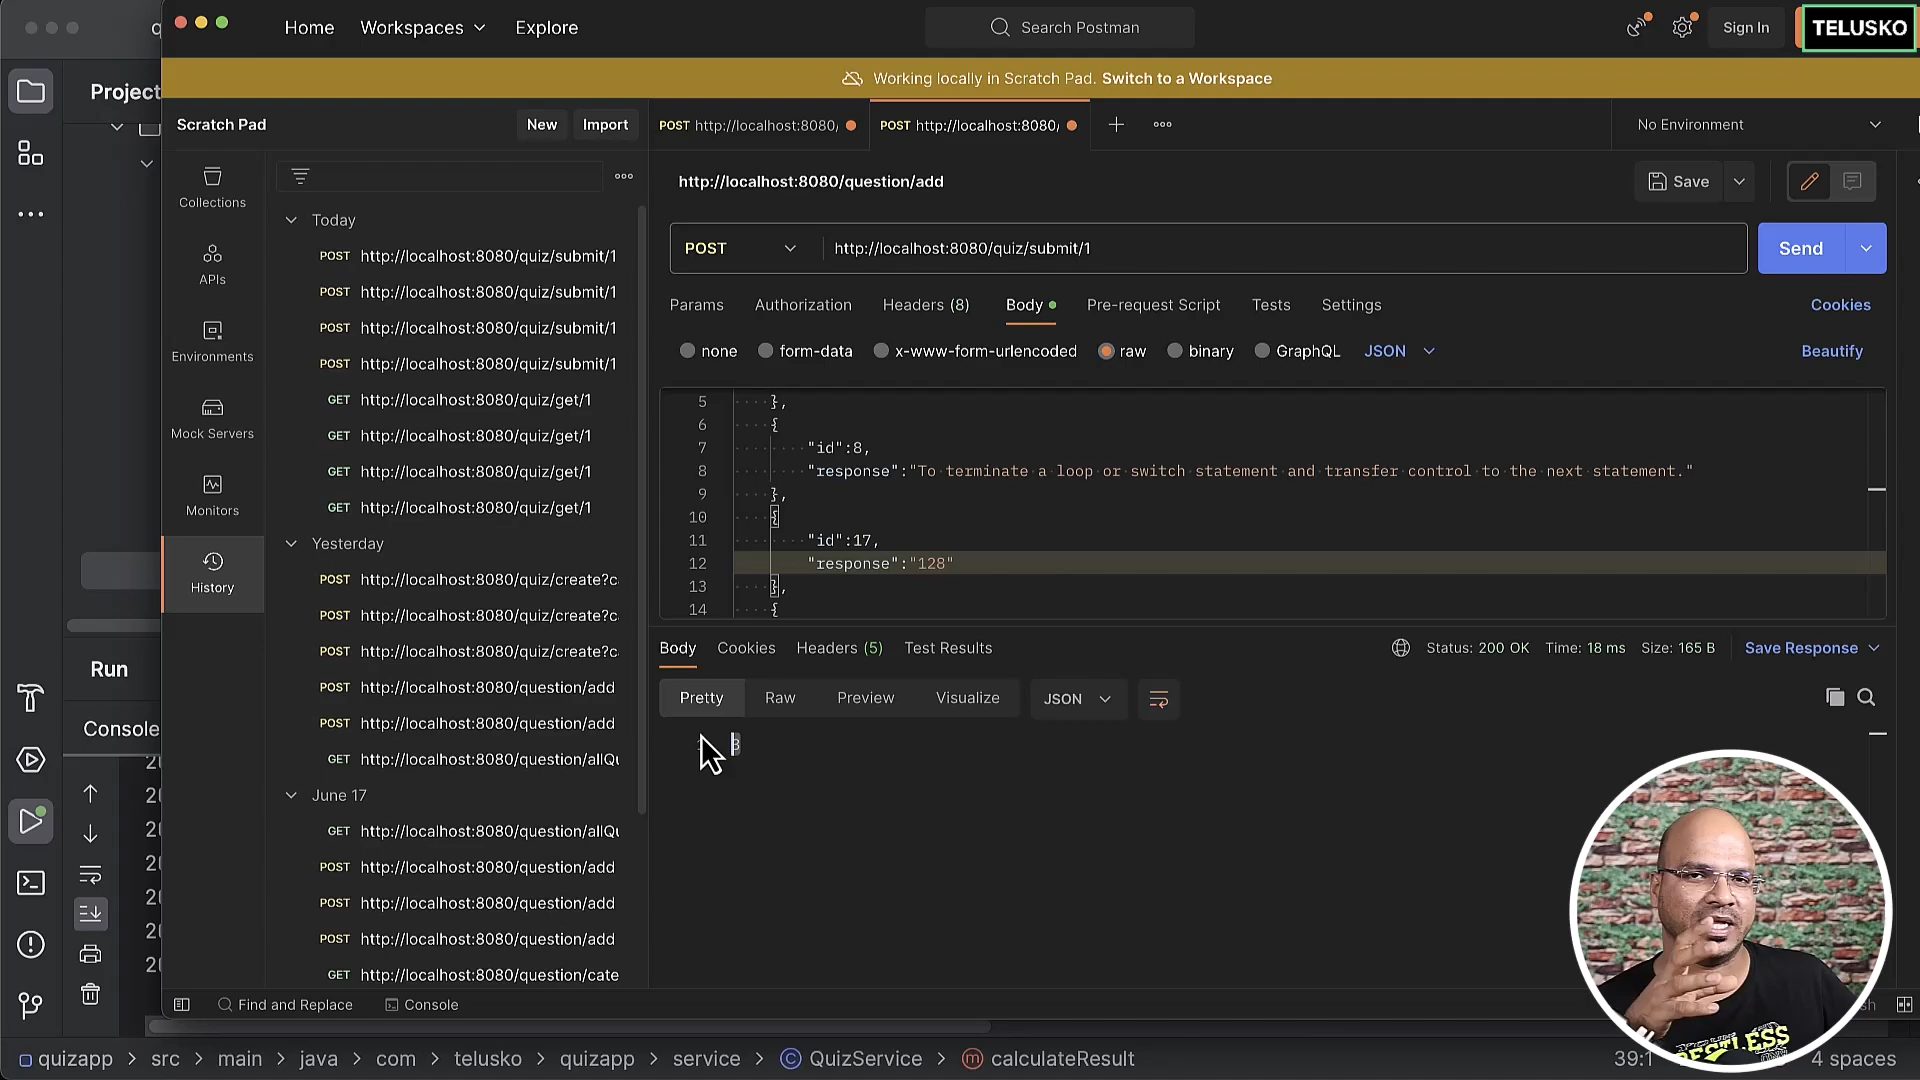 Home
Workspaces
Explore
Search Postman
Sign In
TELUSKO
Working locally in Scratch Pad. Switch to a Workspace
Project
Scratch Pad
New
Import
POST http://localhost:8080/
POST http://localhost:8080/
No Environment
http://localhost:8080/question/add
Save
POST
http://localhost:8080/quiz/submit/1
Send
Params
Authorization
Headers (8)
Body
Pre-request Script
Tests
Settings
Cookies
none
form-data
x-www-form-urlencoded
raw
binary
GraphQL
JSON
Beautify
Collections
APIs
Environments
Mock Servers
Monitors
History
Today
POST http://localhost:8080/quiz/submit/1
POST http://localhost:8080/quiz/submit/1
POST http://localhost:8080/quiz/submit/1
POST http://localhost:8080/quiz/submit/1
GET http://localhost:8080/quiz/get/1
GET http://localhost:8080/quiz/get/1
GET http://localhost:8080/quiz/get/1
GET http://localhost:8080/quiz/get/1
Yesterday
POST http://localhost:8080/quiz/create?c
POST http://localhost:8080/quiz/create?c
POST http://localhost:8080/quiz/create?c
POST http://localhost:8080/question/add
POST http://localhost:8080/question/add
GET http://localhost:8080/question/allQu
June 17
GET http://localhost:8080/question/allQu
POST http://localhost:8080/question/add
POST http://localhost:8080/question/add
POST http://localhost:8080/question/add
GET http://localhost:8080/question/cate
5 },
6 {
7 "id":8,
8 "response":"To terminate a loop or switch statement and transfer control to the next statement."
9 },
10 {
11 "id":17,
12 "response":"128"
13 },
14 {
Body
Cookies
Headers (5)
Test Results
Status: 200 OK
Time: 18 ms
Size: 165 B
Save Response
Pretty
Raw
Preview
Visualize
JSON
3
Run
Console
20
20
20
20
20
20
20
Find and Replace
Console
RESTLESS
quizapp > src > main > java > com > telusko > quizapp > service > QuizService > calculateResult
39:1
4 spaces